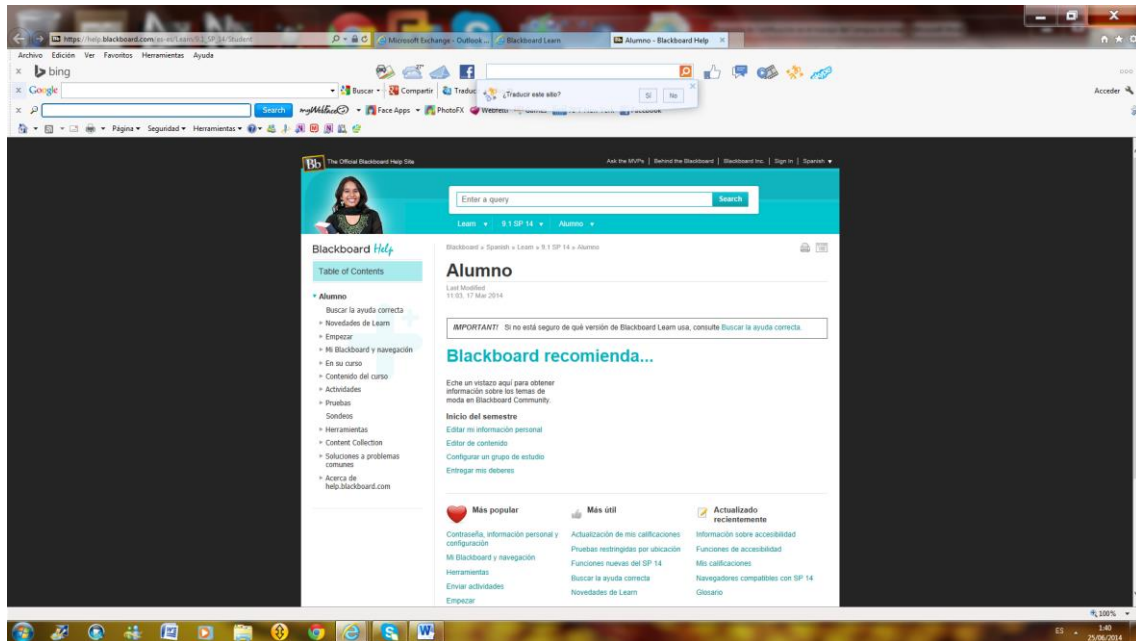 https://help.blackboard.com/es-es/Learn/9.1_SP_14/Student
Microsoft Exchange - Outlook ...
Blackboard Learn
Alumno - Blackboard Help
Archivo Edición Ver Favoritos Herramientas Ayuda
bing
Google
Buscar
Compartir
Traduc
¿Traducir este sitio?
Sí
No
Acceder
Search
Face Apps
PhotoFX
Facebook
Página
Seguridad
Herramientas
Bb The Official Blackboard Help Site
Ask the MVPs | Behind the Blackboard | Blackboard Inc. | Sign In | Spanish
Enter a query
Search
Learn 9.1 SP 14 Alumno
Blackboard Help
Table of Contents
Alumno
Buscar la ayuda correcta
Novedades de Learn
Empezar
Mi Blackboard y navegación
En su curso
Contenido del curso
Actividades
Pruebas
Sondeos
Herramientas
Content Collection
Soluciones a problemas
comunes
Acerca de
help.blackboard.com
Blackboard » Spanish » Learn » 9.1 SP 14 » Alumno
Alumno
Last Modified
11:03, 17 Mar 2014
IMPORTANT! Si no está seguro de qué versión de Blackboard Learn usa, consulte Buscar la ayuda correcta.
Blackboard recomienda...
Eche un vistazo aquí para obtener
información sobre los temas de
moda en Blackboard Community.
Inicio del semestre
Editar mi información personal
Editor de contenido
Configurar un grupo de estudio
Entregar mis deberes
Más popular
Contraseña, información personal y
configuración
Mi Blackboard y navegación
Herramientas
Enviar actividades
Empezar
Más útil
Actualización de mis calificaciones
Pruebas restringidas por ubicación
Funciones nuevas del SP 14
Buscar la ayuda correcta
Novedades de Learn
Actualizado
recientemente
Información sobre accesibilidad
Funciones de accesibilidad
Mis calificaciones
Navegadores compatibles con SP 14
Glosario
100%
ES
1:40
25/06/2014